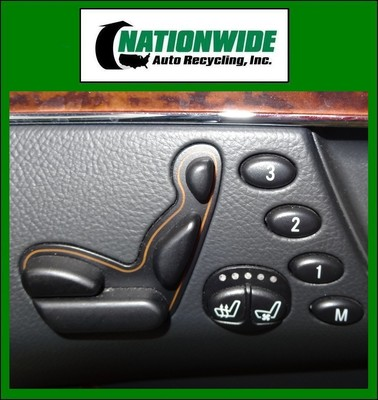 NATIONWIDE
Auto Recycling, Inc.
3
2
1
M